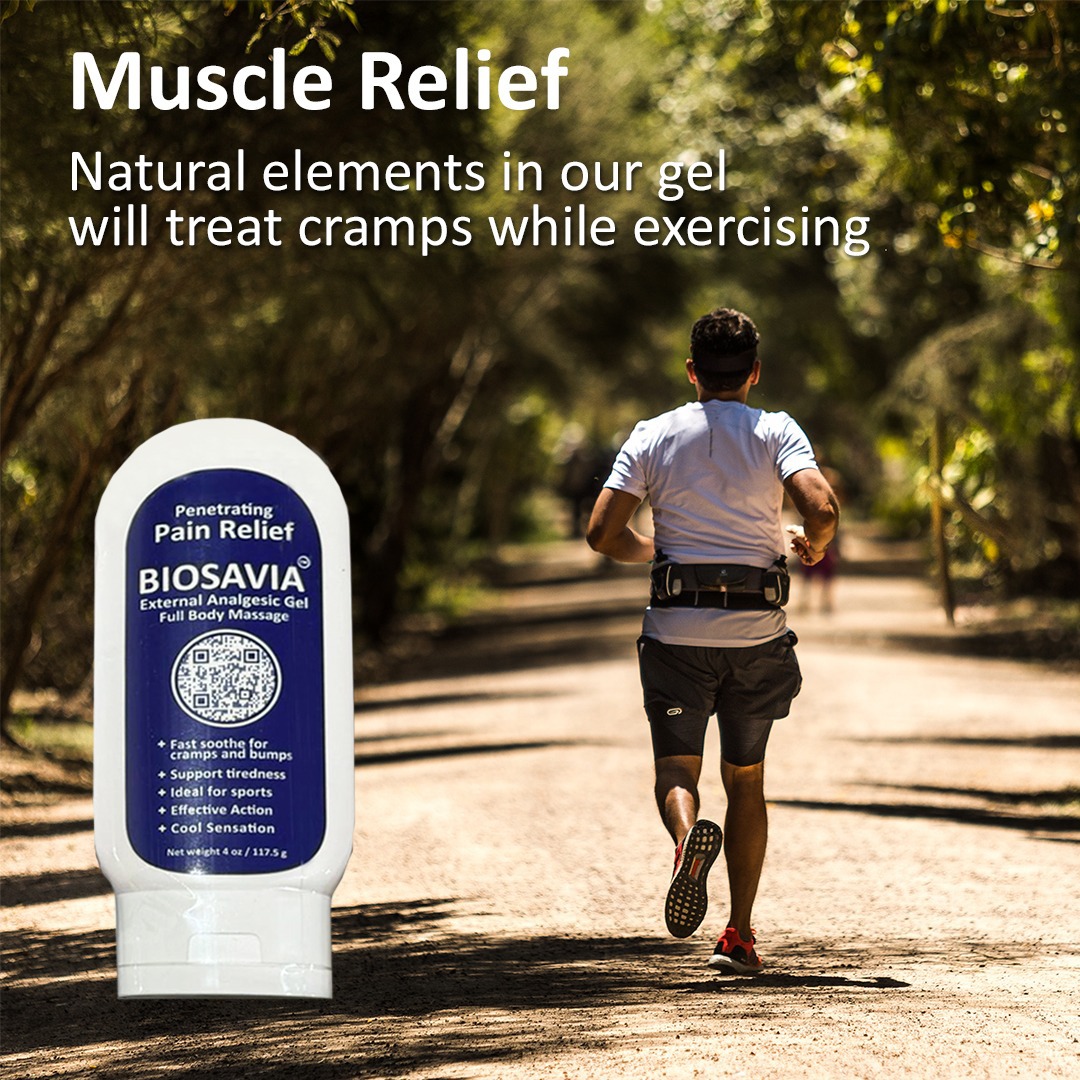 Muscle Relief
Natural elements in our gel
will treat cramps while exercising
Penetrating
Pain Relief
BIOSAVIA™
External Analgesic Gel
Full Body Massage
+ Fast soothe for
cramps and bumps
+ Support tiredness
+ Ideal for sports
+ Effective Action
+ Cool Sensation
Net weight 4 oz / 117.5 g